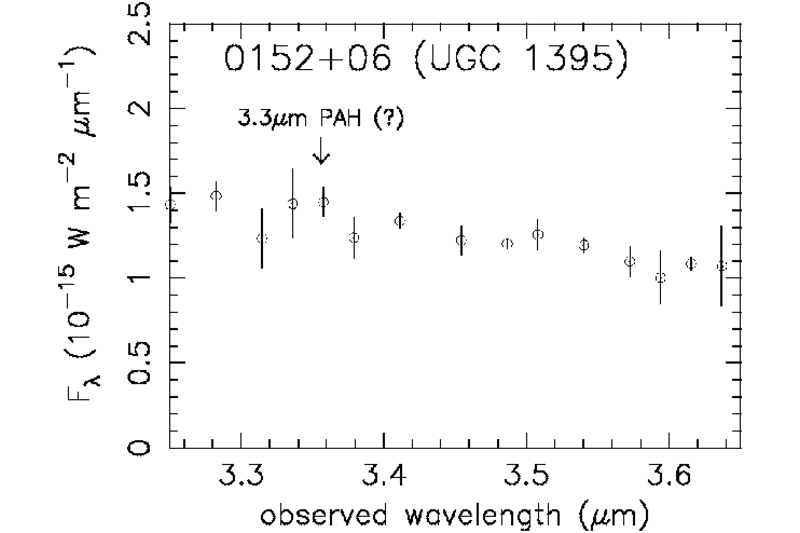 0152+06 (UGC 1395)
3.3μm PAH (?)
F_λ (10^−15 W m^−2 μm^−1)
2.5
2
1.5
1
0.5
0
3.3 3.4 3.5 3.6
observed wavelength (μm)